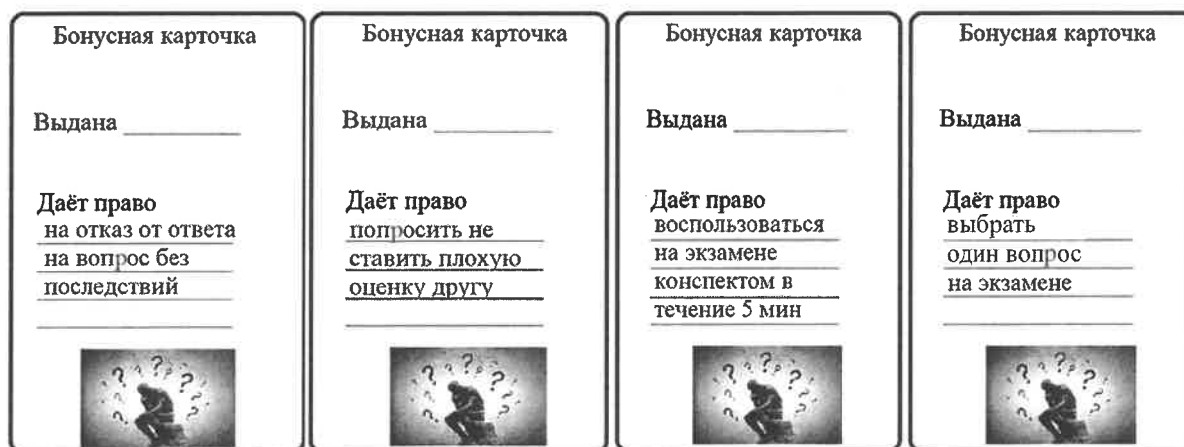 Бонусная карточка
Выдана
Даёт право
на отказ от ответа
на вопрос без
последствий
Бонусная карточка
Выдана
Даёт право
попросить не
ставить плохую
оценку другу
Бонусная карточка
Выдана
Даёт право
воспользоваться
на экзамене
конспектом в
течение 5 мин
Бонусная карточка
Выдана
Даёт право
выбрать
один вопрос
на экзамене